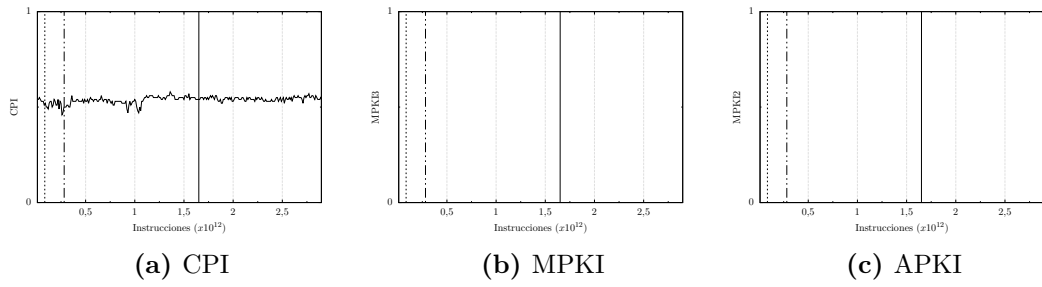 1
CPI
0
0,5 1 1,5 2 2,5
Instrucciones (x10^12)
(a) CPI
1
MPKI3
0
0,5 1 1,5 2 2,5
Instrucciones (x10^12)
(b) MPKI
1
MPKI2
0
0,5 1 1,5 2 2,5
Instrucciones (x10^12)
(c) APKI